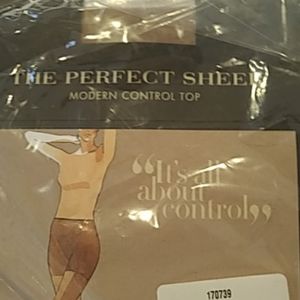 THE PERFECT SHEER
MODERN CONTROL TOP
“It's all
about
control„
170739